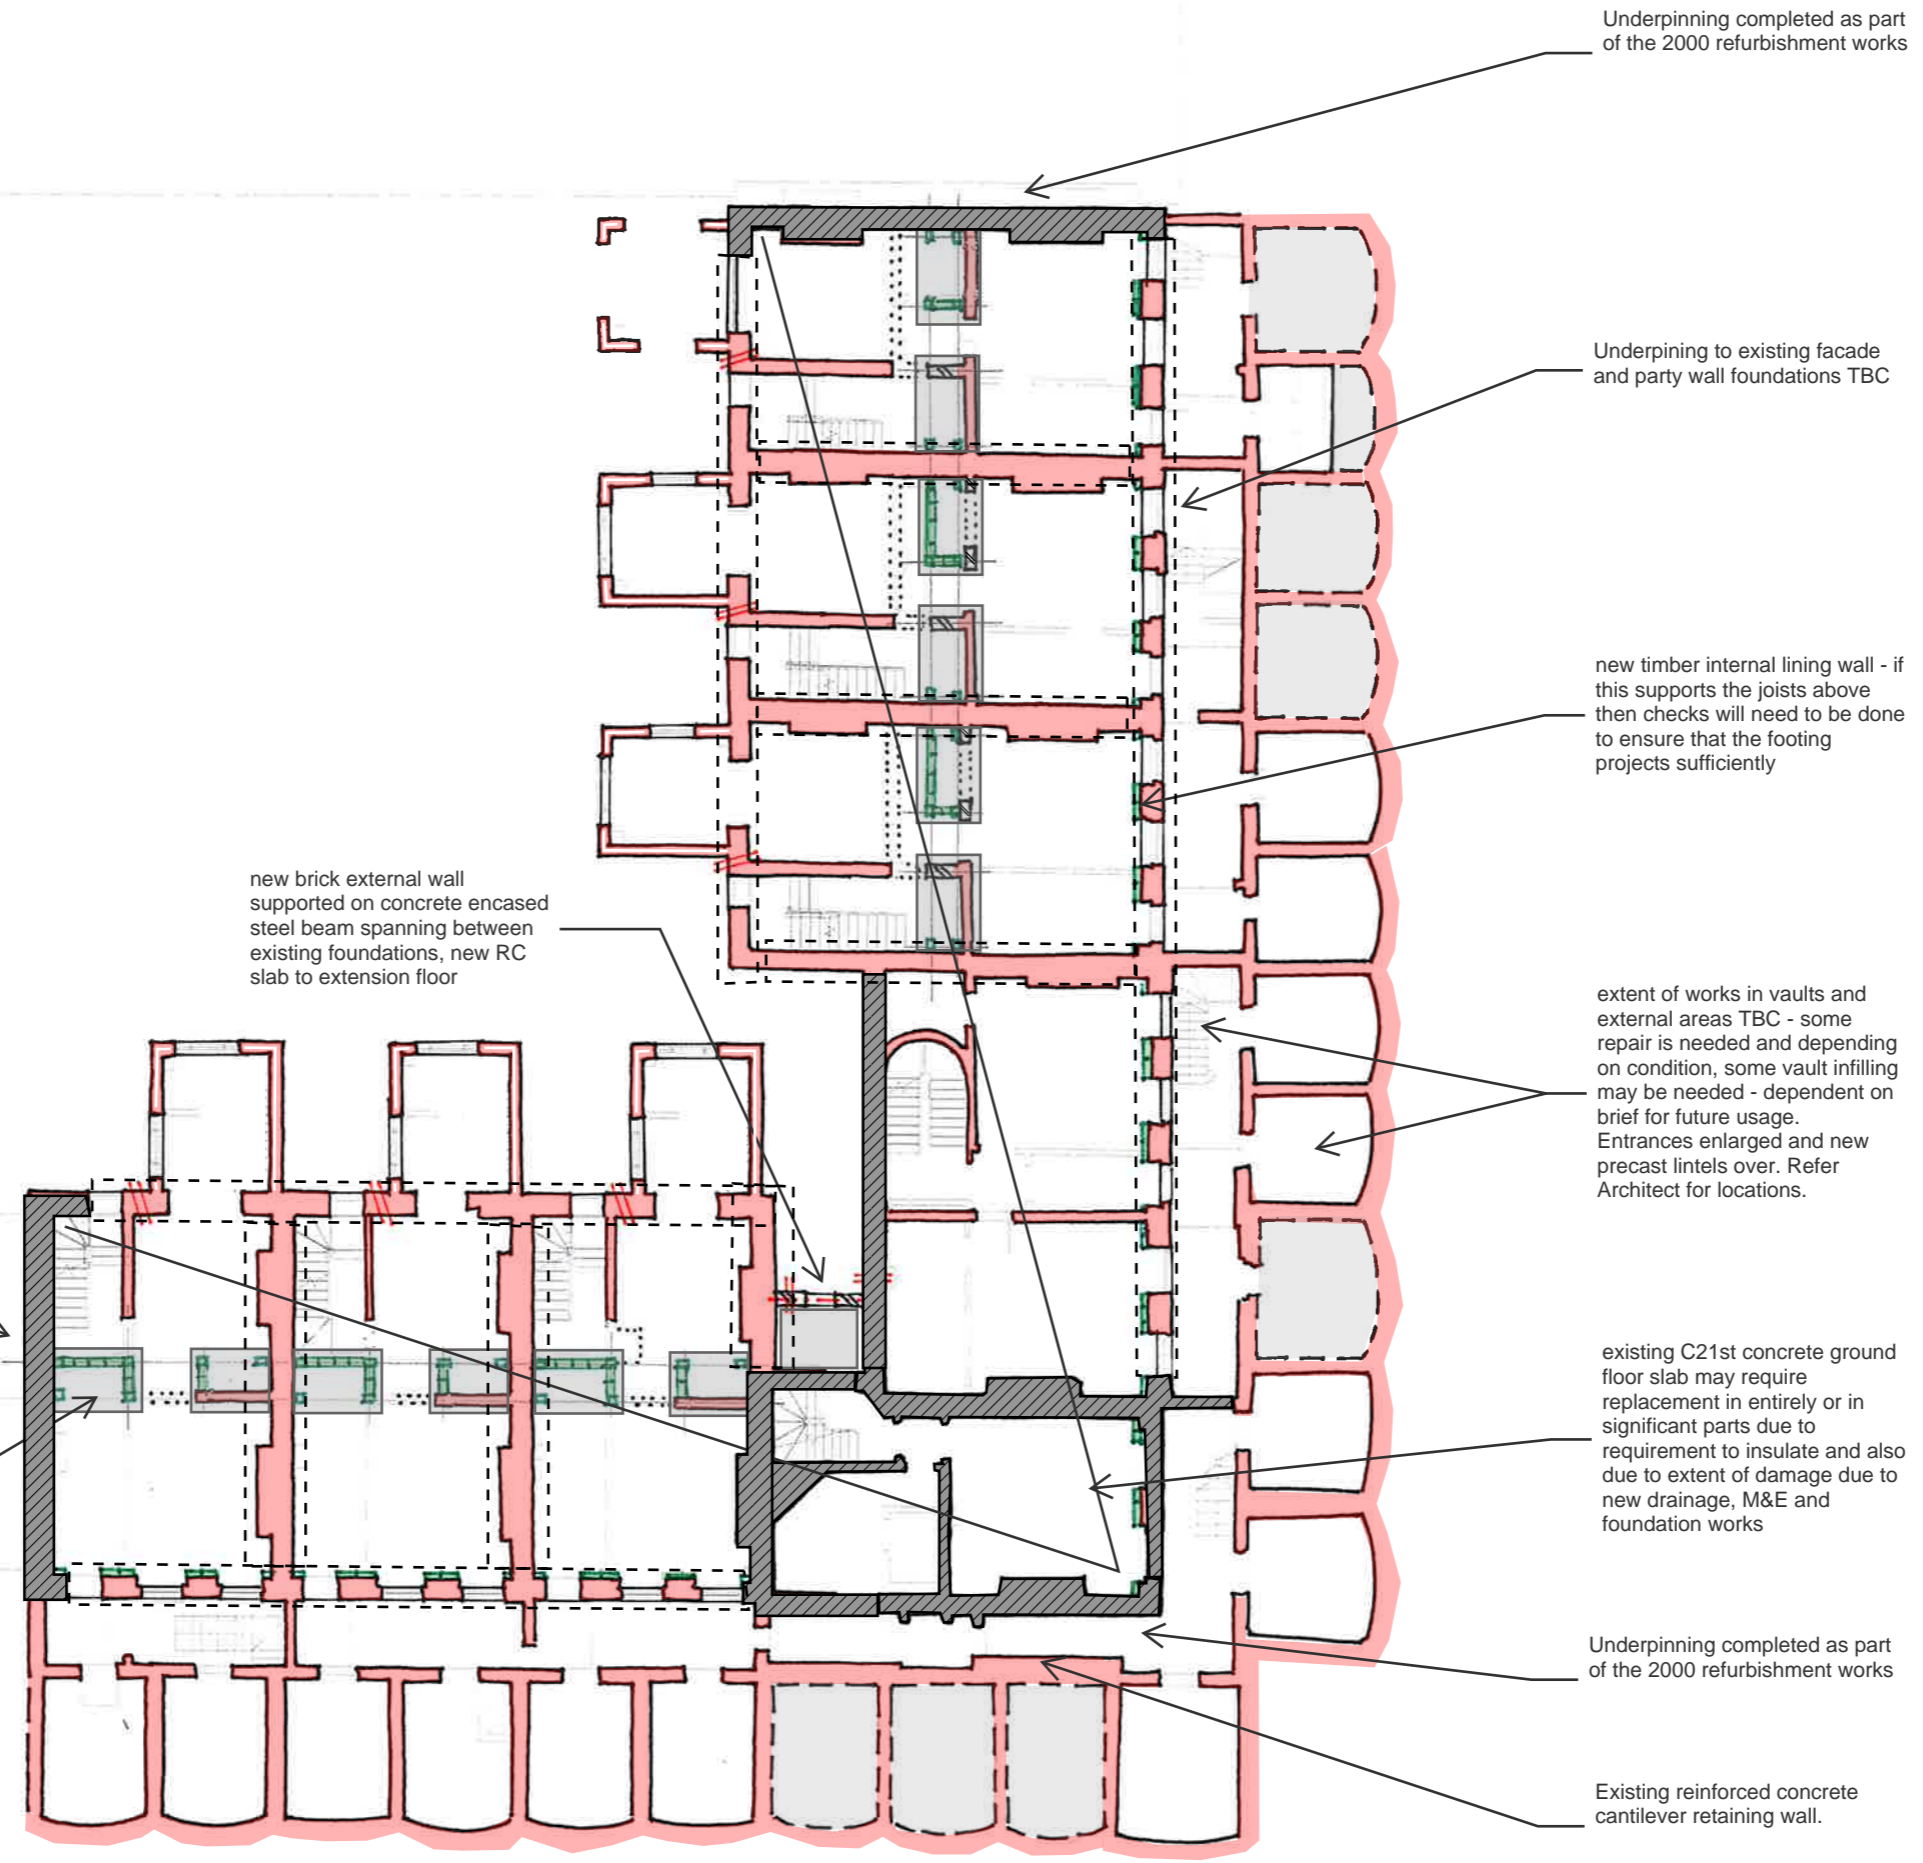 Underpinning completed as part
of the 2000 refurbishment works
Underpining to existing facade
and party wall foundations TBC
new timber internal lining wall - if
this supports the joists above
then checks will need to be done
to ensure that the footing
projects sufficiently
new brick external wall
supported on concrete encased
steel beam spanning between
existing foundations, new RC
slab to extension floor
extent of works in vaults and
external areas TBC - some
repair is needed and depending
on condition, some vault infilling
may be needed - dependent on
brief for future usage.
Entrances enlarged and new
precast lintels over. Refer
Architect for locations.
existing C21st concrete ground
floor slab may require
replacement in entirely or in
significant parts due to
requirement to insulate and also
due to extent of damage due to
new drainage, M&E and
foundation works
Underpinning completed as part
of the 2000 refurbishment works
Existing reinforced concrete
cantilever retaining wall.